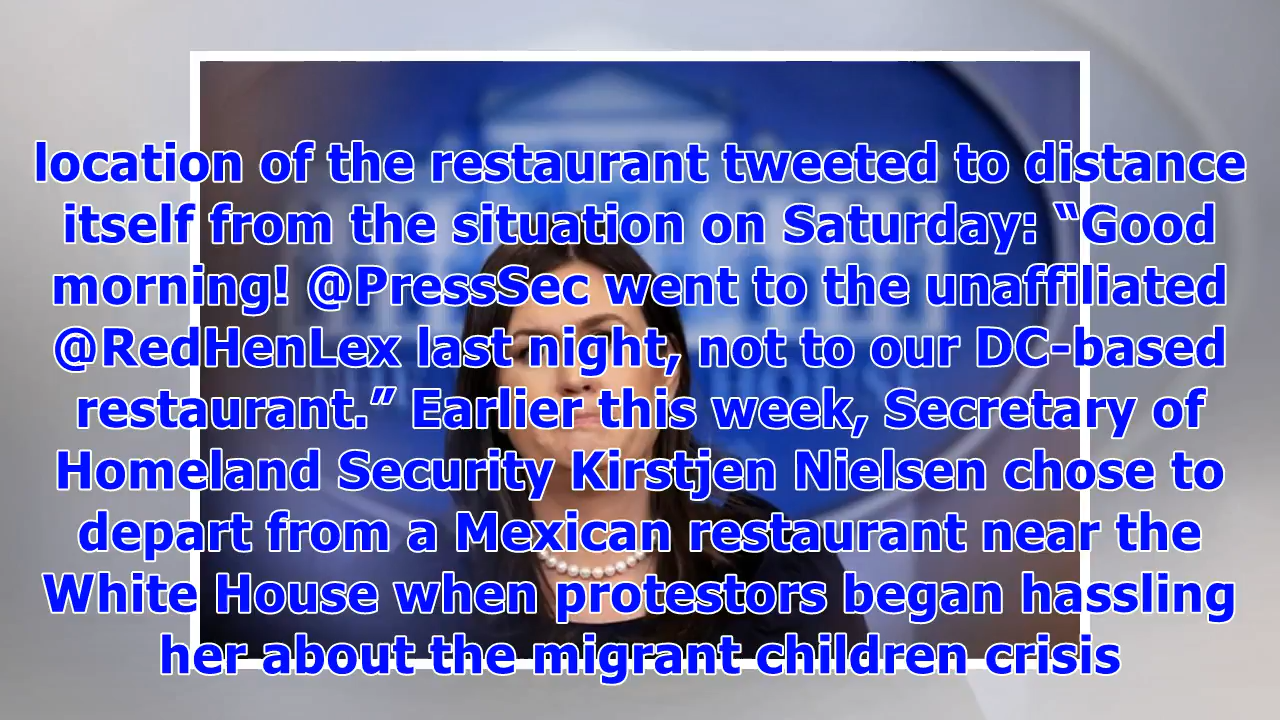 location of the restaurant tweeted to distance
itself from the situation on Saturday: “Good
morning! @PressSec went to the unaffiliated
@RedHenLex last night, not to our DC-based
restaurant.” Earlier this week, Secretary of
Homeland Security Kirstjen Nielsen chose to
depart from a Mexican restaurant near the
White House when protestors began hassling
her about the migrant children crisis